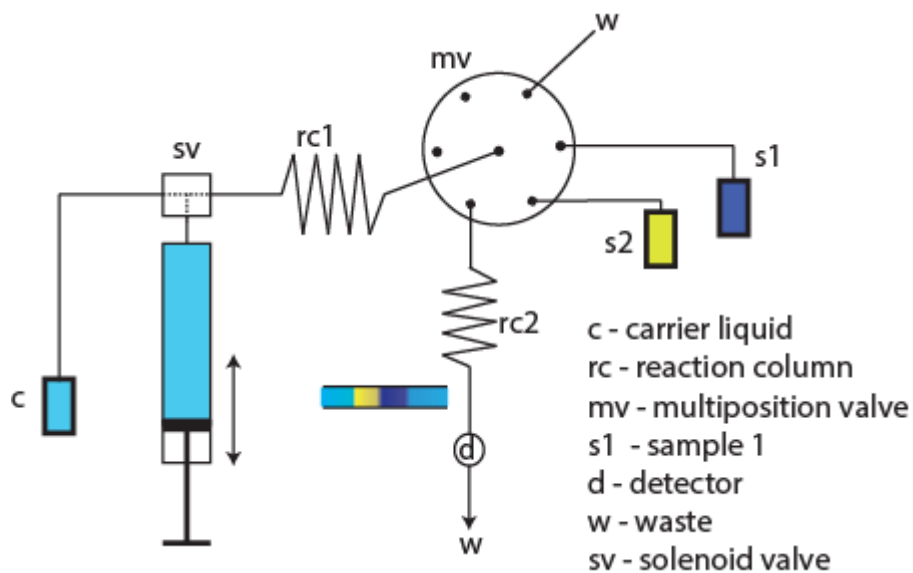 w
mv
rc1
sv
s1
s2
rc2
c
d
w
c - carrier liquid
rc - reaction column
mv - multiposition valve
s1 - sample 1
d - detector
w - waste
sv - solenoid valve